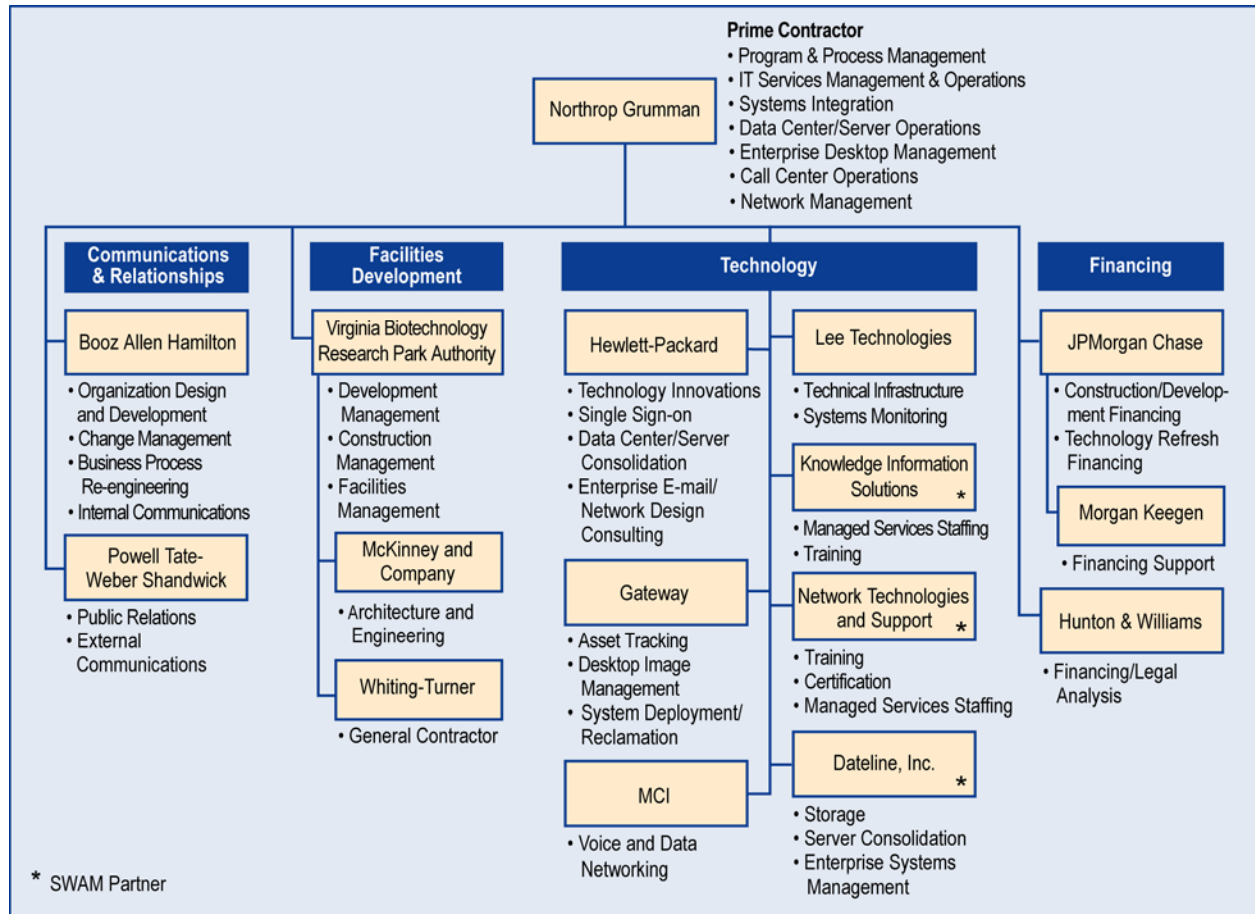 Prime Contractor
• Program & Process Management
• IT Services Management & Operations
• Systems Integration
• Data Center/Server Operations
• Enterprise Desktop Management
• Call Center Operations
• Network Management
Northrop Grumman
Communications
& Relationships
Booz Allen Hamilton
• Organization Design
and Development
• Change Management
• Business Process
Re-engineering
• Internal Communications
Powell Tate-
Weber Shandwick
• Public Relations
• External
Communications
Facilities
Development
Virginia Biotechnology
Research Park Authority
• Development
Management
• Construction
Management
• Facilities
Management
McKinney and
Company
• Architecture and
Engineering
Whiting-Turner
• General Contractor
Technology
Hewlett-Packard
• Technology Innovations
• Single Sign-on
• Data Center/Server
Consolidation
• Enterprise E-mail/
Network Design
Consulting
Gateway
• Asset Tracking
• Desktop Image
Management
• System Deployment/
Reclamation
MCI
• Voice and Data
Networking
Lee Technologies
• Technical Infrastructure
• Systems Monitoring
Knowledge Information
Solutions *
• Managed Services Staffing
• Training
Network Technologies
and Support *
• Training
• Certification
• Managed Services Staffing
Dateline, Inc. *
• Storage
• Server Consolidation
• Enterprise Systems
Management
Financing
JPMorgan Chase
• Construction/Develop-
ment Financing
• Technology Refresh
Financing
Morgan Keegen
• Financing Support
Hunton & Williams
• Financing/Legal
Analysis
* SWAM Partner